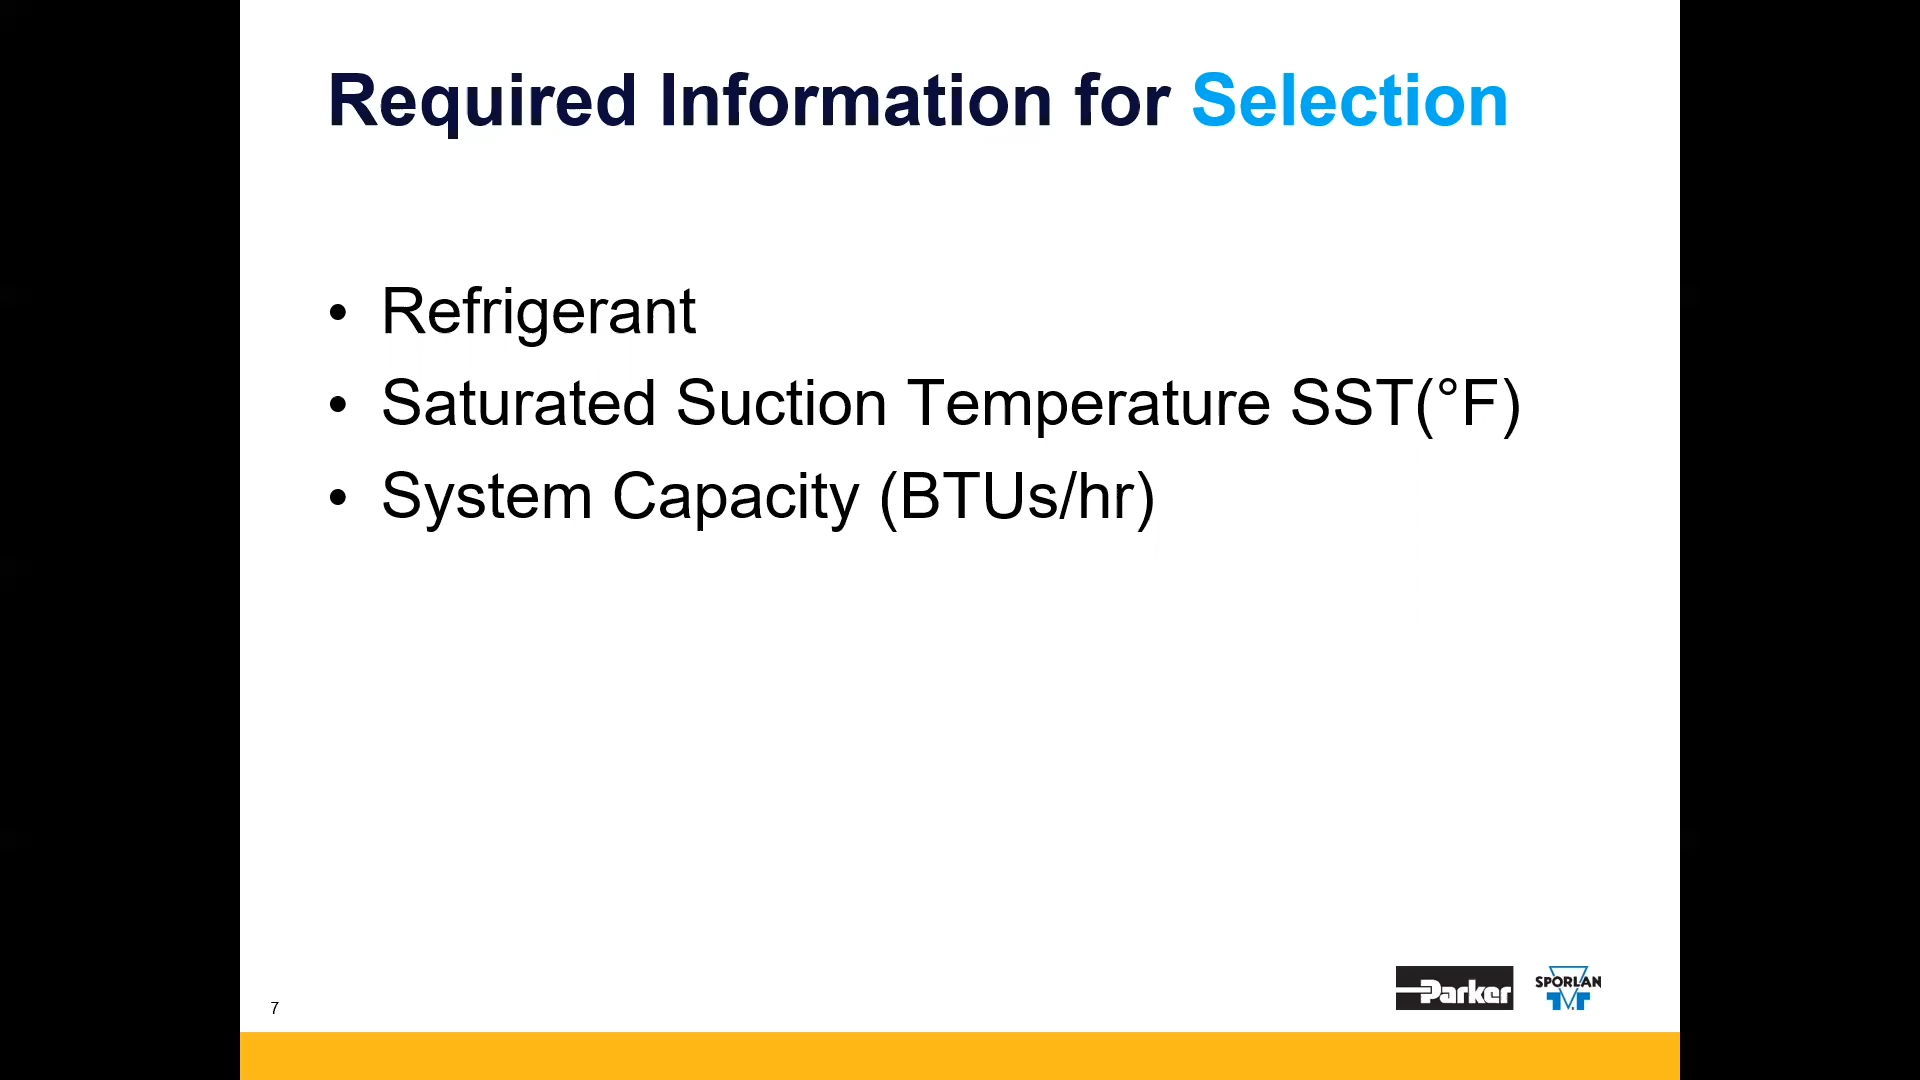 Required Information for Selection
• Refrigerant
• Saturated Suction Temperature SST(°F)
• System Capacity (BTUs/hr)
7
Parker
SPORLAN